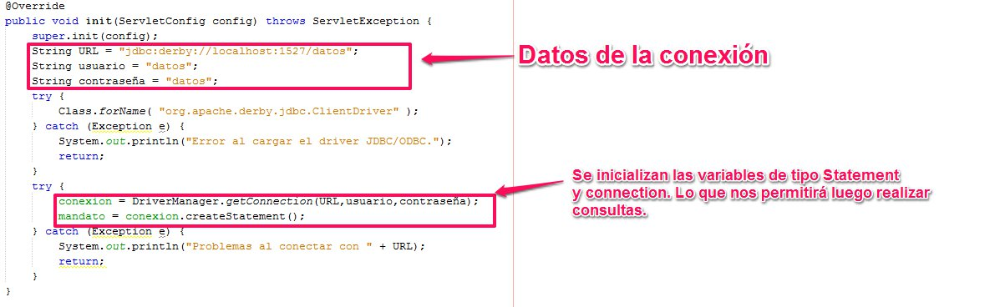 @Override
public void init(ServletConfig config) throws ServletException {
super.init(config);
String URL = "jdbc:derby://localhost:1527/datos";
String usuario = "datos";
String contraseña = "datos";
Datos de la conexión
try {
Class.forName( "org.apache.derby.jdbc.ClientDriver" );
} catch (Exception e) {
System.out.println("Error al cargar el driver JDBC/ODBC.");
return;
}
try {
conexion = DriverManager.getConnection(URL,usuario,contraseña);
mandato = conexion.createStatement();
Se inicializan las variables de tipo Statement
y connection. Lo que nos permitirá luego realizar
consultas.
} catch (Exception e) {
System.out.println("Problemas al conectar con " + URL);
return;
}
}